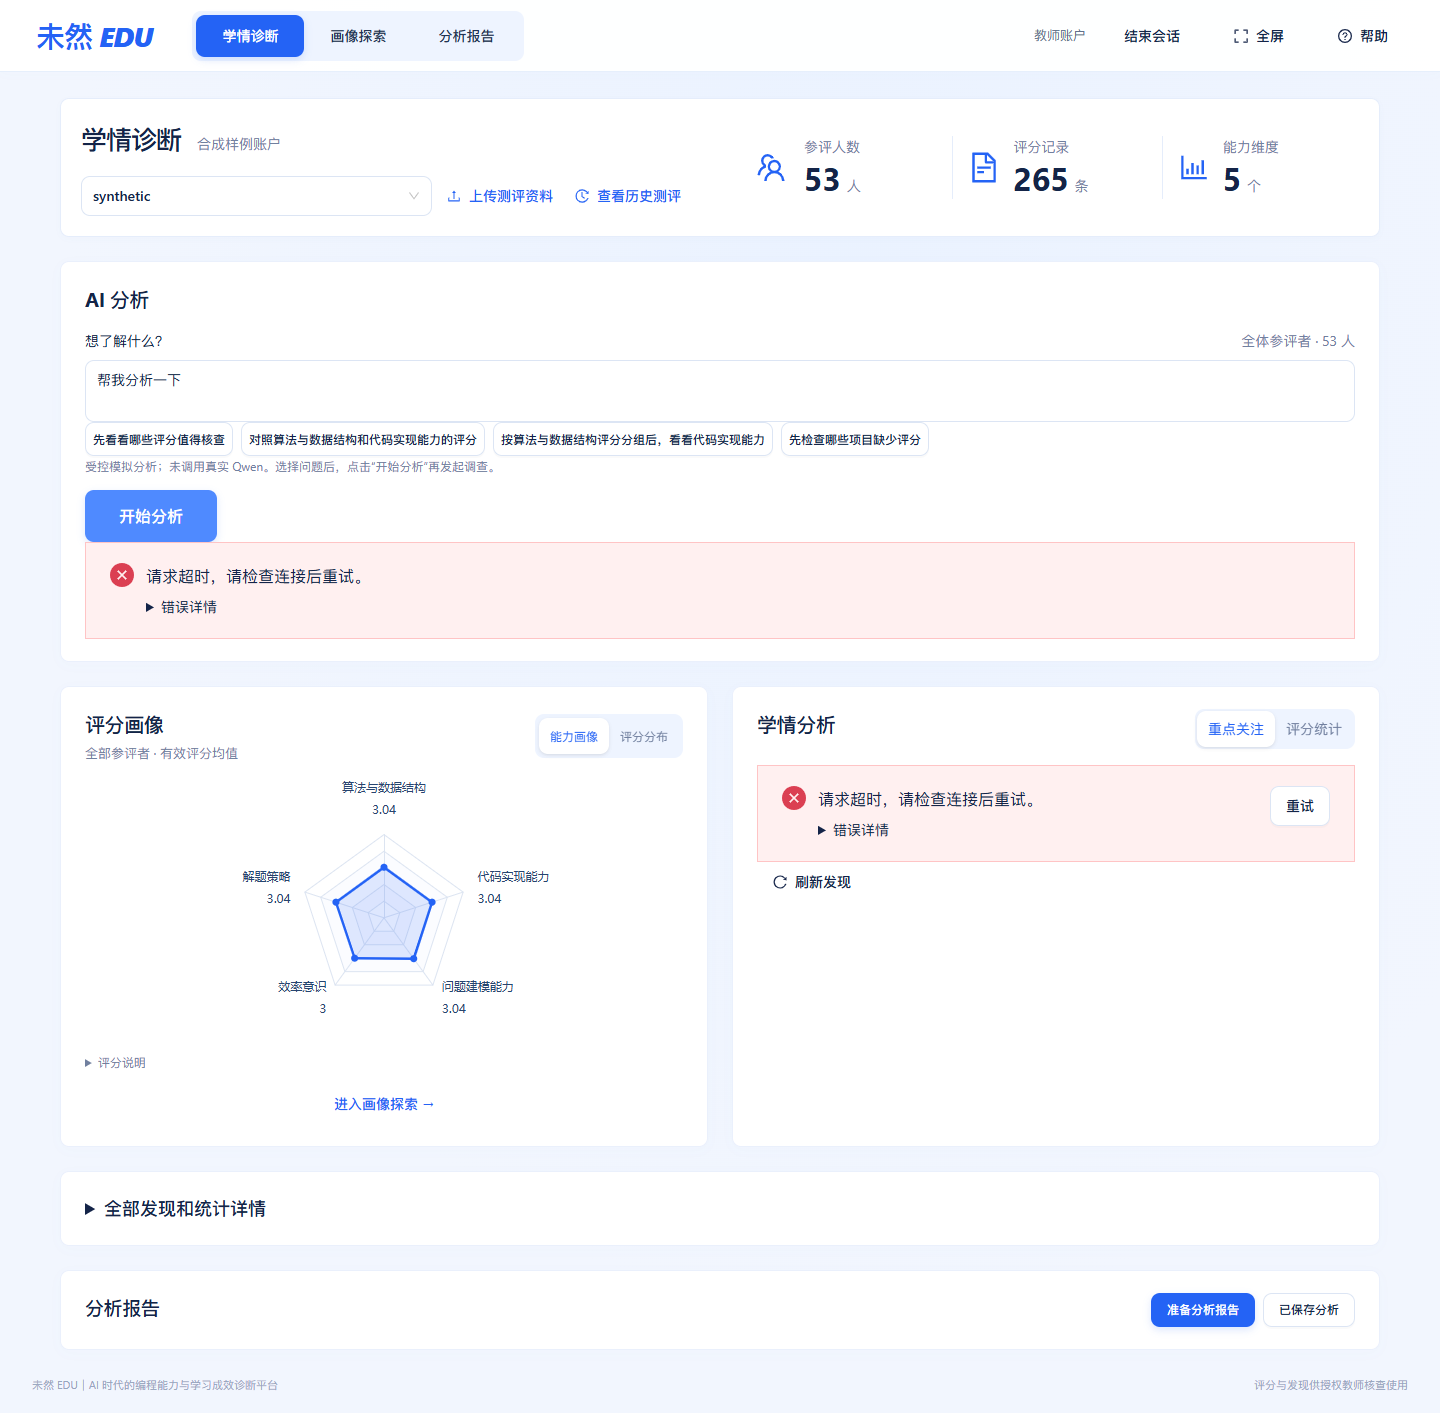 未然 EDU
学情诊断
画像探索
分析报告
教师账户
结束会话
全屏
帮助
学情诊断 合成样例账户
synthetic
上传测评资料
查看历史测评
参评人数
53 人
评分记录
265 条
能力维度
5 个
AI 分析
想了解什么？
全体参评者 · 53 人
帮我分析一下
先看看哪些评分值得核查
对照算法与数据结构和代码实现能力的评分
按算法与数据结构评分分组后，看看代码实现能力
先检查哪些项目缺少评分
受控模拟分析；未调用真实 Qwen。选择问题后，点击“开始分析”再发起调查。
开始分析
请求超时，请检查连接后重试。
错误详情
评分画像
全部参评者 · 有效评分均值
能力画像
评分分布
算法与数据结构
3.04
解题策略
3.04
代码实现能力
3.04
效率意识
3
问题建模能力
3.04
评分说明
进入画像探索 →
学情分析
重点关注
评分统计
请求超时，请检查连接后重试。
错误详情
重试
刷新发现
全部发现和统计详情
分析报告
准备分析报告
已保存分析
未然 EDU｜AI 时代的编程能力与学习成效诊断平台
评分与发现供授权教师核查使用